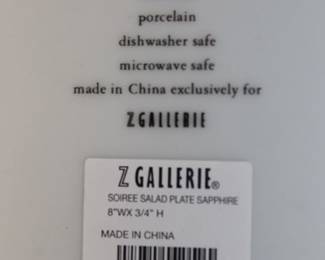 porcelain
dishwasher safe
microwave safe
made in China exclusively for
Z GALLERIE
Z GALLERIE®
SOIREE SALAD PLATE SAPPHIRE
8"WX 3/4" H
MADE IN CHINA